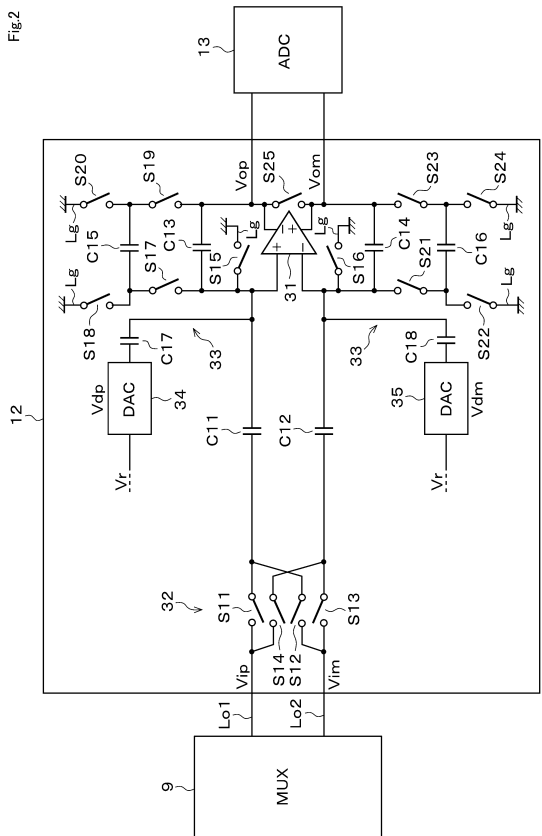 Fig.2
12
13
ADC
S20
S19
Vop
S25
Vom
S23
S24
Lg
C15
S17
C13
S15
Lg
Lg
S16
C14
S21
C16
Lg
Lg
S18
31
S22
Lg
Vdp
DAC
34
C17
33
33
C18
35
DAC
Vdm
Vr
C11
C12
Vr
32
S11
S14
S12
S13
Vip
Vim
Lo1
Lo2
9
MUX